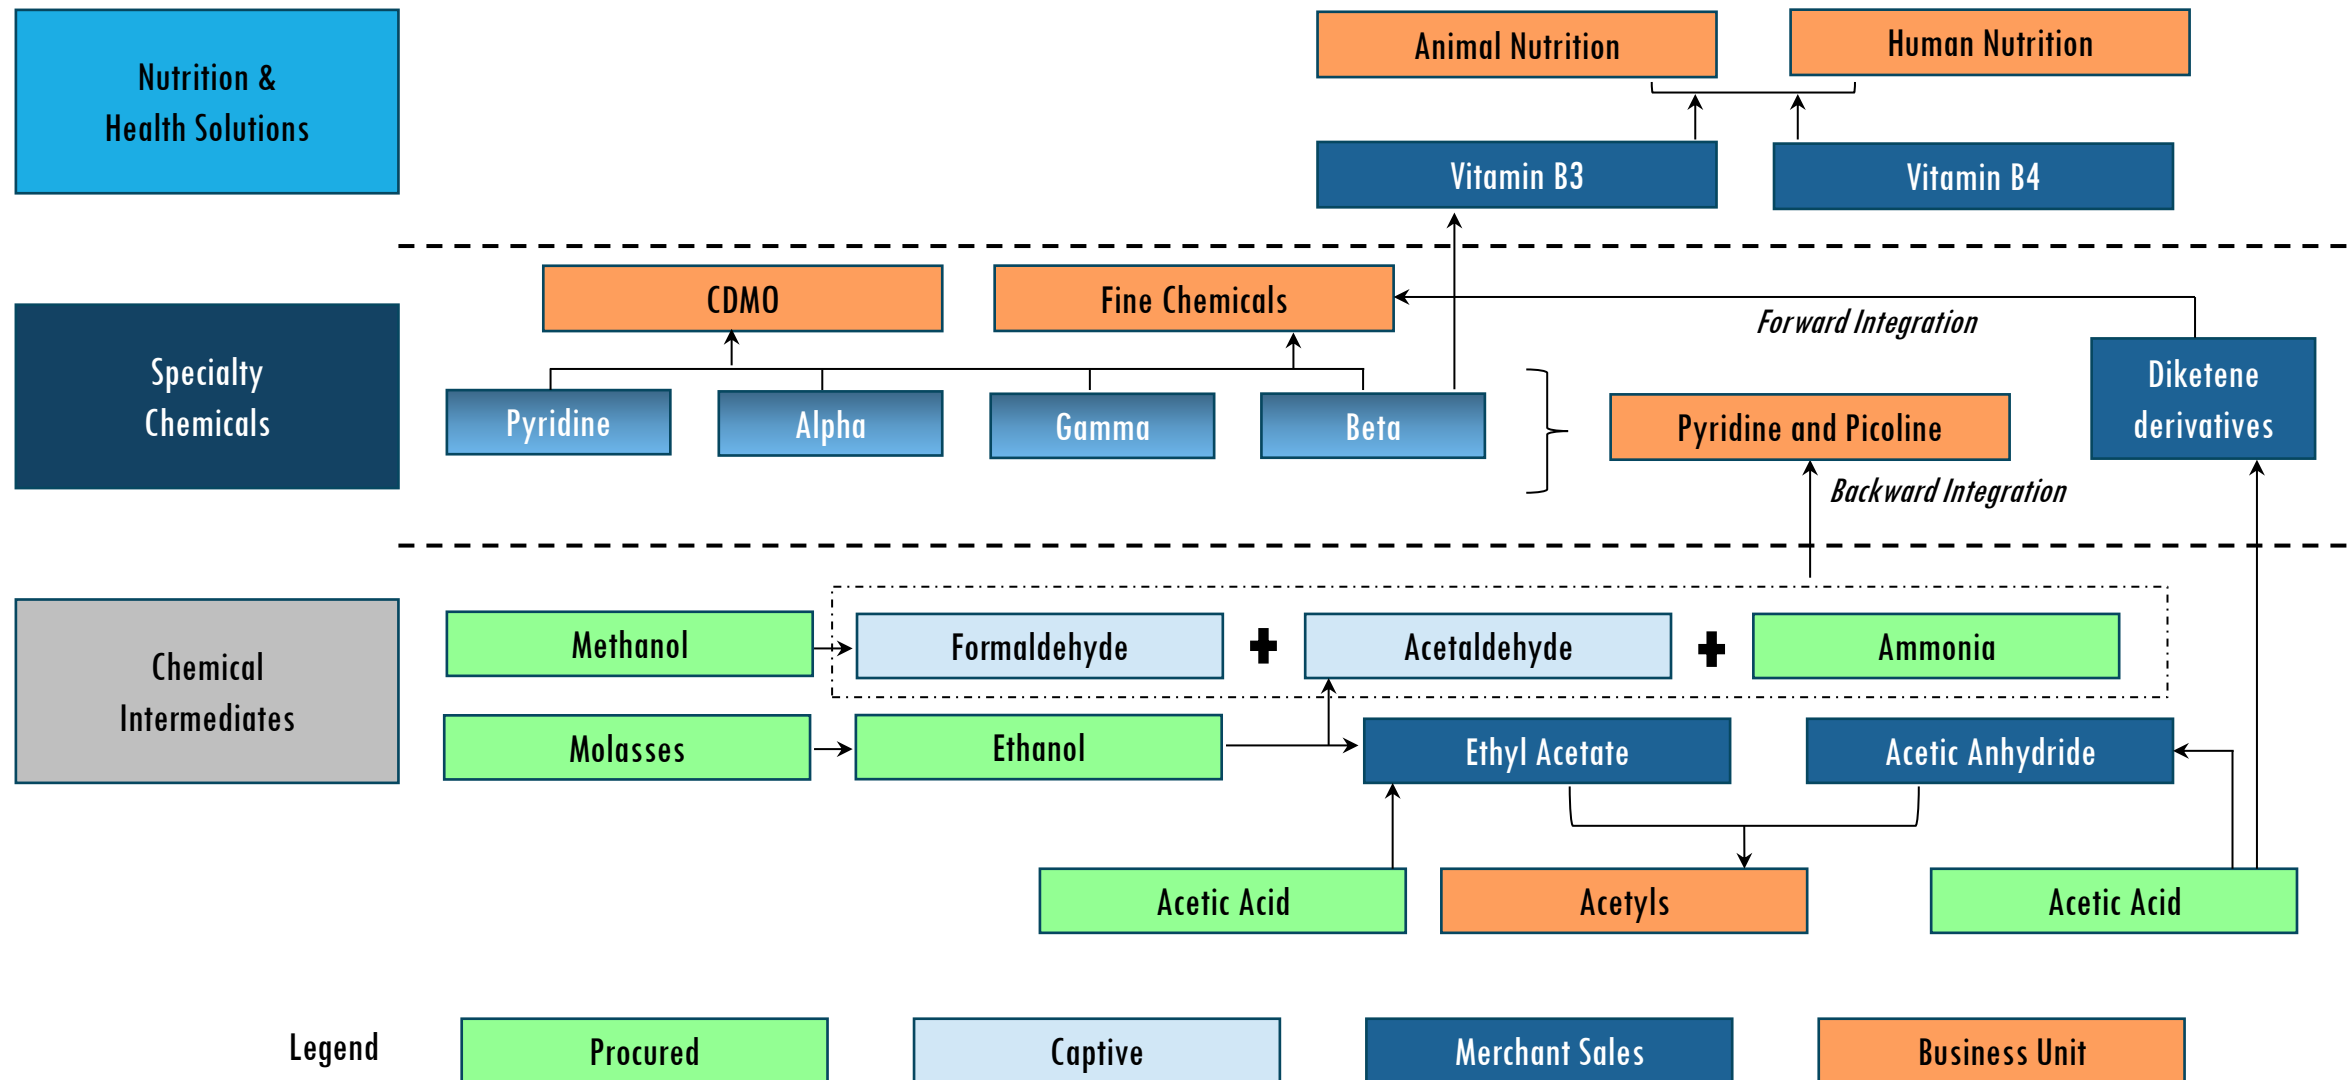 Animal Nutrition
Human Nutrition
Nutrition &
Health Solutions
Vitamin B3
Vitamin B4
CDMO
Fine Chemicals
Forward Integration
Specialty
Chemicals
Diketene
derivatives
Pyridine
Alpha
Gamma
Beta
Pyridine and Picoline
Backward Integration
Chemical
Intermediates
Methanol
Formaldehyde
Acetaldehyde
Ammonia
Molasses
Ethanol
Ethyl Acetate
Acetic Anhydride
Acetic Acid
Acetyls
Acetic Acid
Legend
Procured
Captive
Merchant Sales
Business Unit